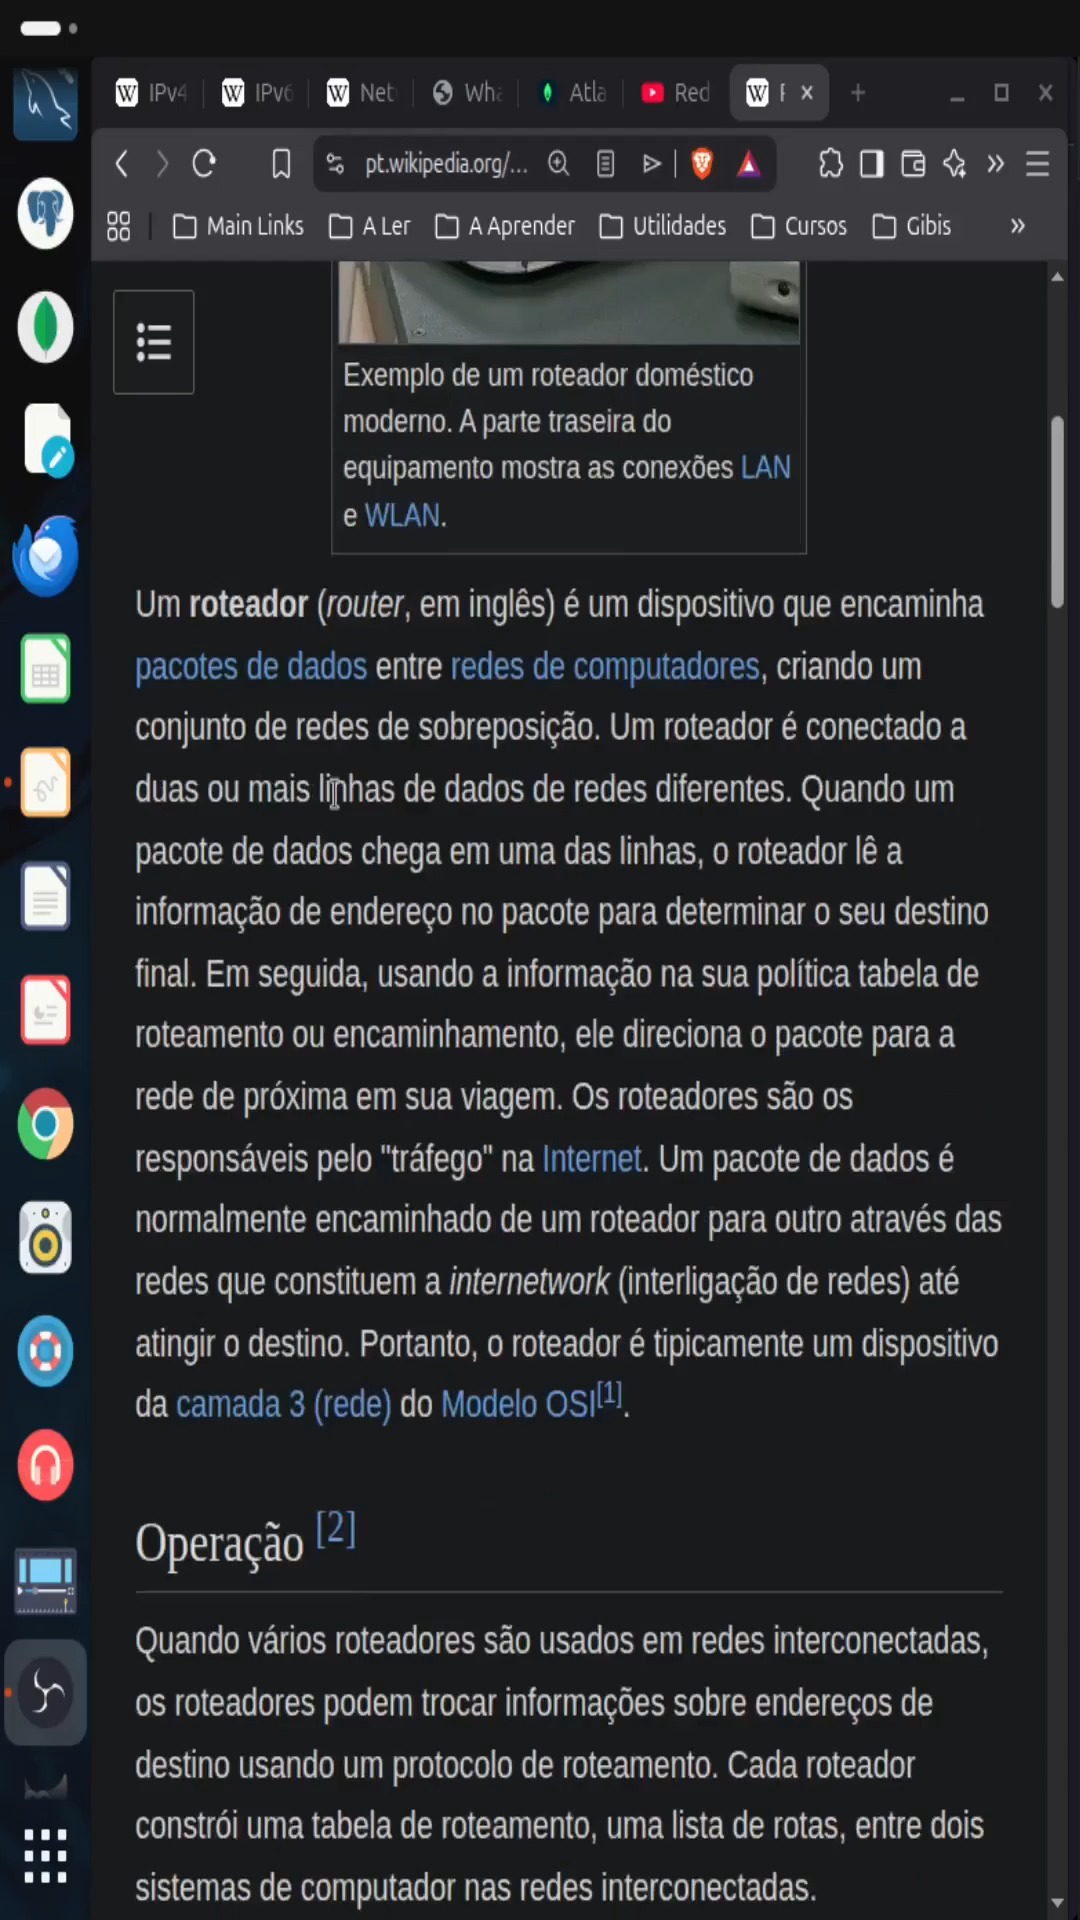 IPv4
IPv6
Net
Wha
Atla
Red
pt.wikipedia.org/...
Main Links
A Ler
A Aprender
Utilidades
Cursos
Gibis
Exemplo de um roteador doméstico
moderno. A parte traseira do
equipamento mostra as conexões LAN
e WLAN.
Um roteador (router, em inglês) é um dispositivo que encaminha
pacotes de dados entre redes de computadores, criando um
conjunto de redes de sobreposição. Um roteador é conectado a
duas ou mais linhas de dados de redes diferentes. Quando um
pacote de dados chega em uma das linhas, o roteador lê a
informação de endereço no pacote para determinar o seu destino
final. Em seguida, usando a informação na sua política tabela de
roteamento ou encaminhamento, ele direciona o pacote para a
rede de próxima em sua viagem. Os roteadores são os
responsáveis pelo "tráfego" na Internet. Um pacote de dados é
normalmente encaminhado de um roteador para outro através das
redes que constituem a internetwork (interligação de redes) até
atingir o destino. Portanto, o roteador é tipicamente um dispositivo
da camada 3 (rede) do Modelo OSI[1].
Operação [2]
Quando vários roteadores são usados em redes interconectadas,
os roteadores podem trocar informações sobre endereços de
destino usando um protocolo de roteamento. Cada roteador
constrói uma tabela de roteamento, uma lista de rotas, entre dois
sistemas de computador nas redes interconectadas.